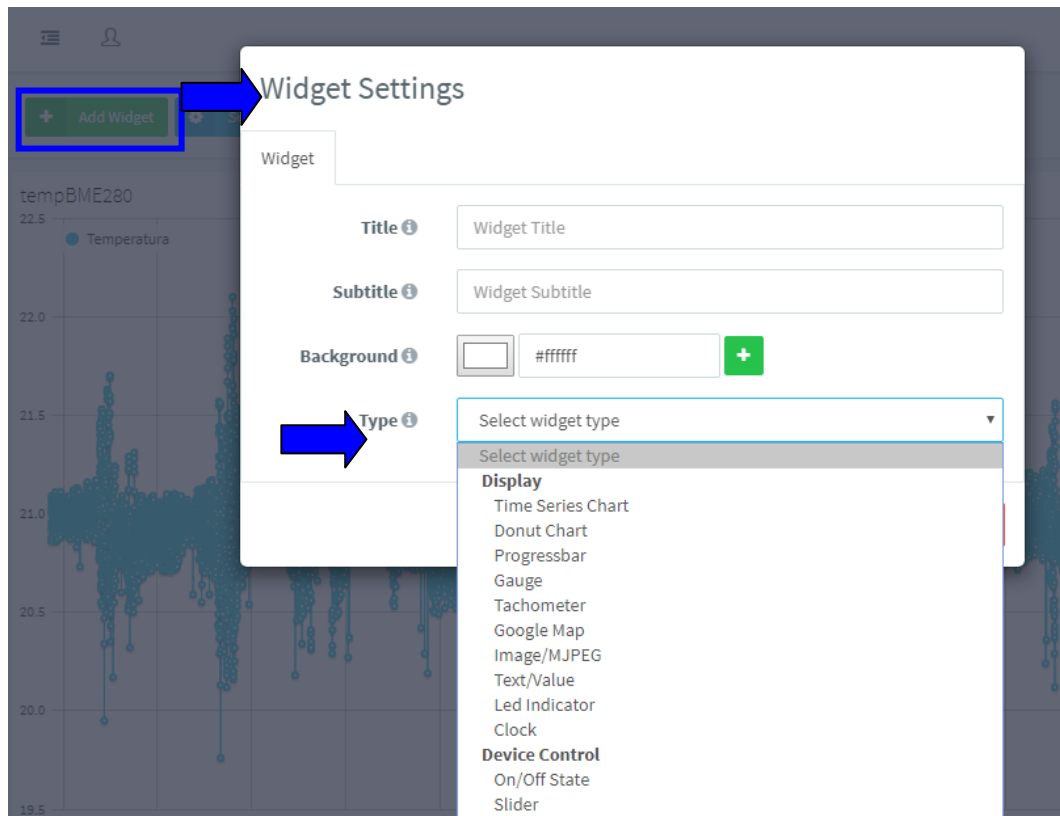 Widget Settings
Add Widget
Widget
tempBME280
22.5
Temperatura
22.0
21.5
21.0
20.5
20.0
19.5
Title
Widget Title
Subtitle
Widget Subtitle
Background
#ffffff
Type
Select widget type
Select widget type
Display
Time Series Chart
Donut Chart
Progressbar
Gauge
Tachometer
Google Map
Image/MJPEG
Text/Value
Led Indicator
Clock
Device Control
On/Off State
Slider